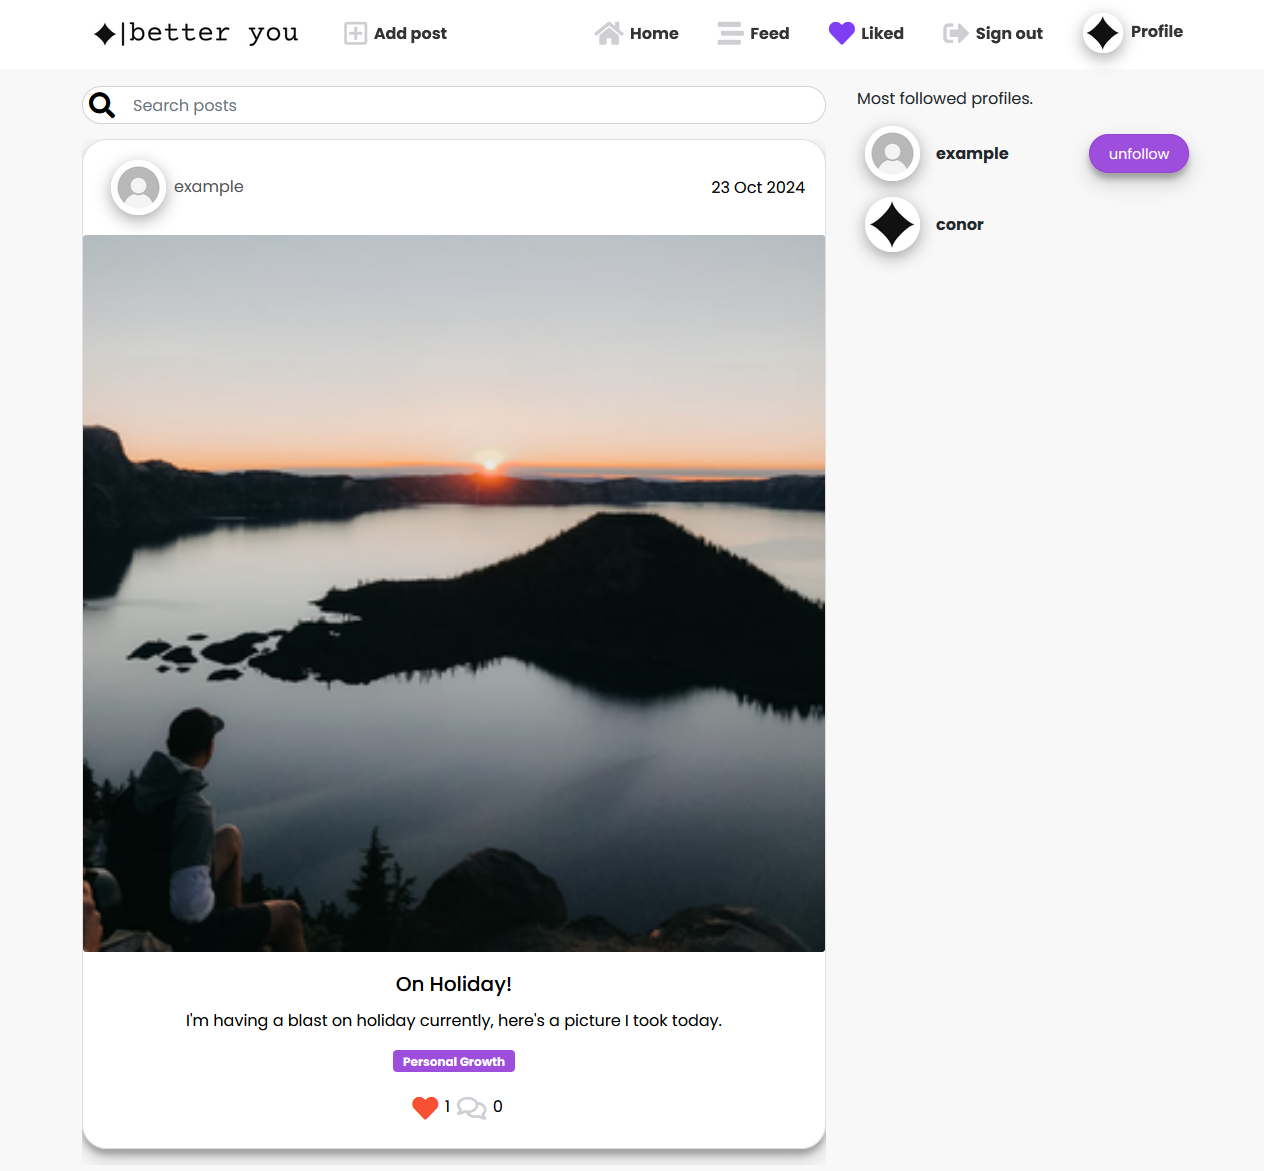 |better you
Add post
Home
Feed
Liked
Sign out
Profile
Search posts
Most followed profiles.
example
unfollow
conor
example
23 Oct 2024
On Holiday!
I'm having a blast on holiday currently, here's a picture I took today.
Personal Growth
1 0